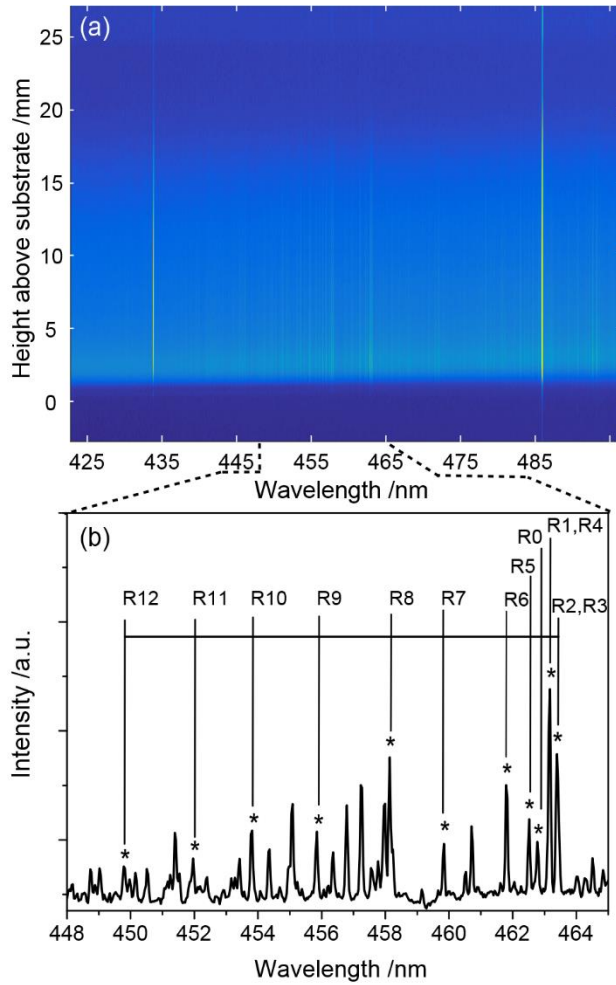 (a)
Height above substrate /mm
25
20
15
10
5
0
425 435 445 455 465 475 485
Wavelength /nm
(b)
R1,R4
R0
R5
R12 R11 R10 R9 R8 R7 R6 R2,R3
* * * * * * * * * * *
Intensity /a.u.
448 450 452 454 456 458 460 462 464
Wavelength /nm